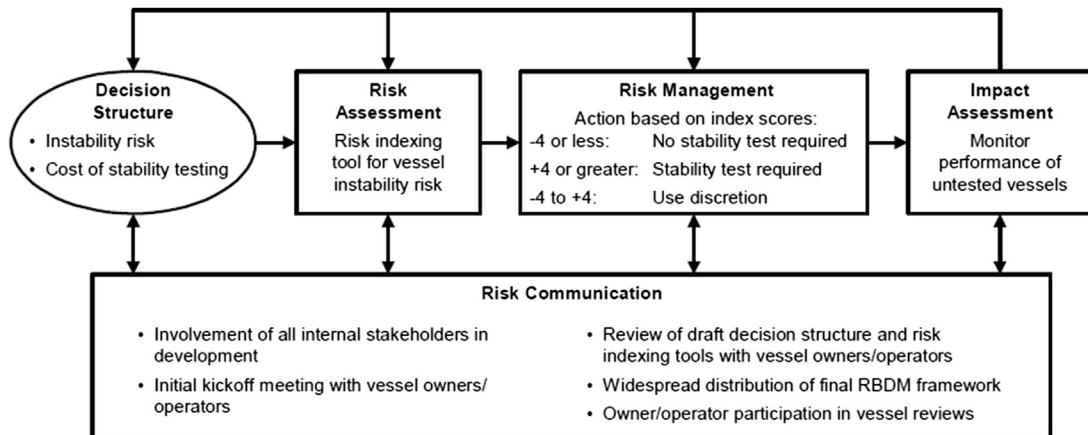 Decision
Structure
• Instability risk
• Cost of stability testing
Risk
Assessment
Risk indexing
tool for vessel
instability risk
Risk Management
Action based on index scores:
-4 or less: No stability test required
+4 or greater: Stability test required
-4 to +4: Use discretion
Impact
Assessment
Monitor
performance of
untested vessels
Risk Communication
• Involvement of all internal stakeholders in
development
• Initial kickoff meeting with vessel owners/
operators
• Review of draft decision structure and risk
indexing tools with vessel owners/operators
• Widespread distribution of final RBDM framework
• Owner/operator participation in vessel reviews